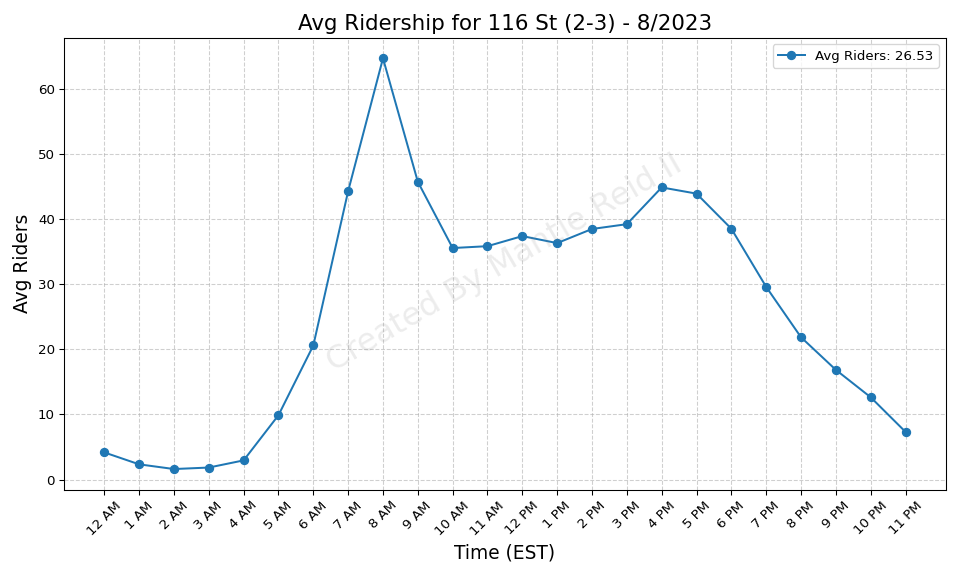 Avg Ridership for 116 St (2-3) - 8/2023
Avg Riders: 26.53
Avg Riders
60
50
40
30
20
10
0
Created By Mantle Reid II
12 AM
1 AM
2 AM
3 AM
4 AM
5 AM
6 AM
7 AM
8 AM
9 AM
10 AM
11 AM
12 PM
1 PM
2 PM
3 PM
4 PM
5 PM
6 PM
7 PM
8 PM
9 PM
10 PM
11 PM
Time (EST)